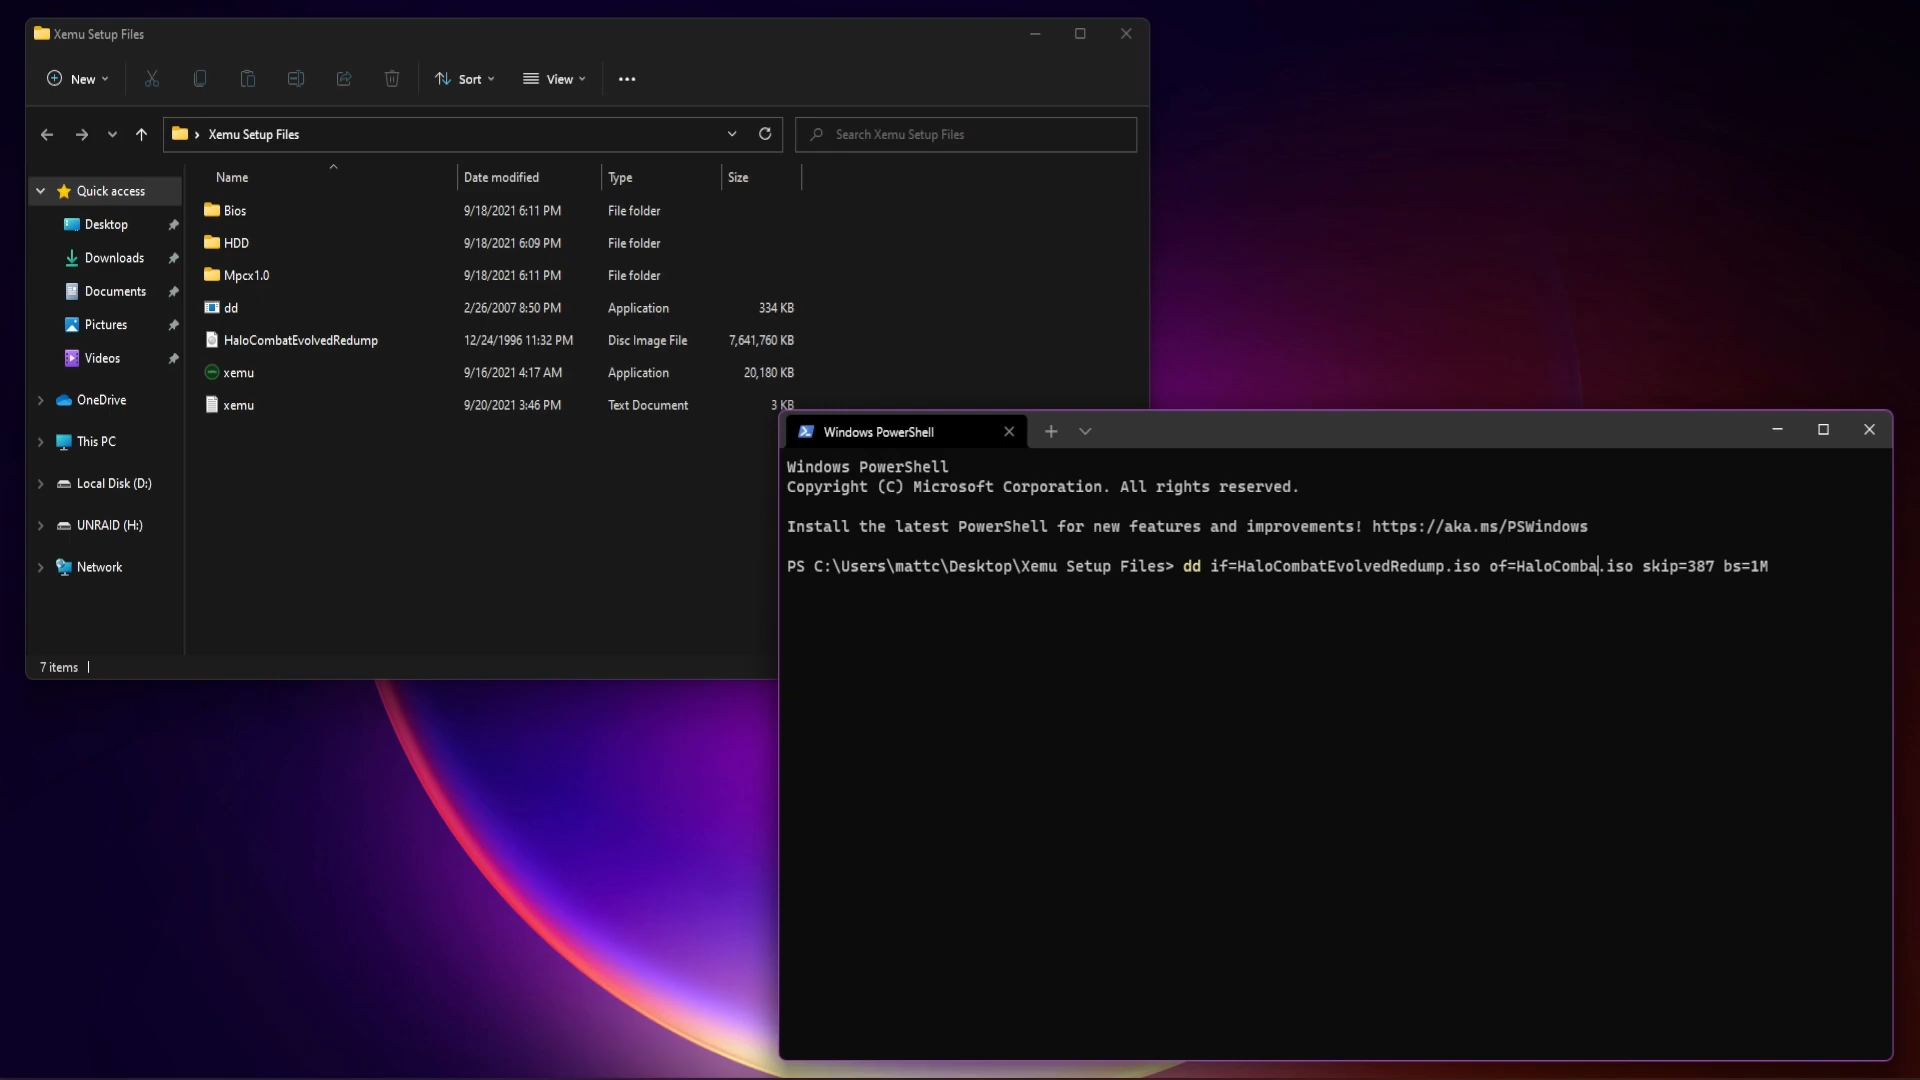 Xemu Setup Files
New
Sort
View
Xemu Setup Files
Search Xemu Setup Files
Name Date modified Type Size
Quick access
Desktop
Downloads
Documents
Pictures
Videos
OneDrive
This PC
Local Disk (D:)
UNRAID (H:)
Network
Bios 9/18/2021 6:11 PM File folder
HDD 9/18/2021 6:09 PM File folder
Mpcx1.0 9/18/2021 6:11 PM File folder
dd 2/26/2007 8:50 PM Application 334 KB
HaloCombatEvolvedRedump 12/24/1996 11:32 PM Disc Image File 7,641,760 KB
xemu 9/16/2021 4:17 AM Application 20,180 KB
xemu 9/20/2021 3:46 PM Text Document 3 KB
7 items
Windows PowerShell
Windows PowerShell
Copyright (C) Microsoft Corporation. All rights reserved.
Install the latest PowerShell for new features and improvements! https://aka.ms/PSWindows
PS C:\Users\mattc\Desktop\Xemu Setup Files> dd if=HaloCombatEvolvedRedump.iso of=HaloComba.iso skip=387 bs=1M